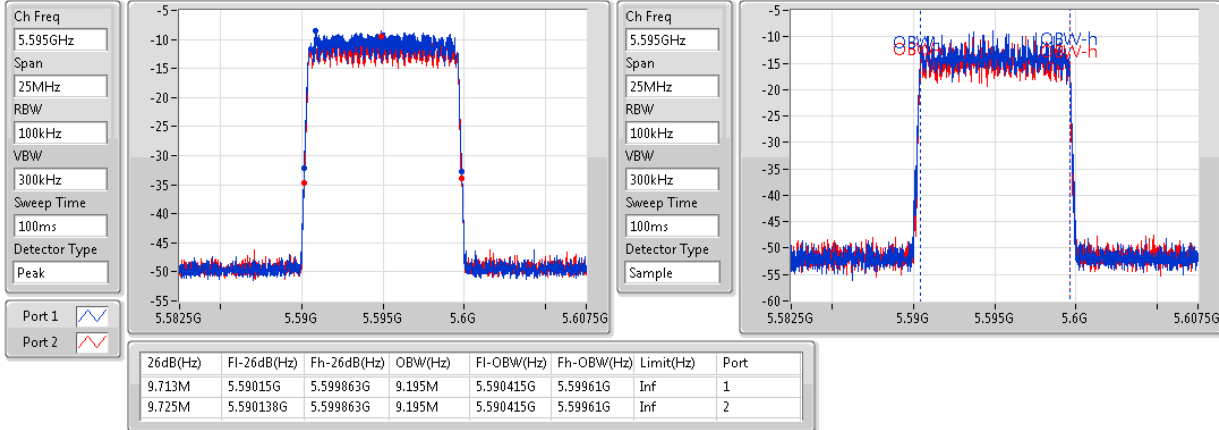 Ch Freq
5.595GHz
Span
25MHz
RBW
100kHz
VBW
300kHz
Sweep Time
100ms
Detector Type
Peak
Port 1
Port 2
-5
-10
-15
-20
-25
-30
-35
-40
-45
-50
-55
5.5825G 5.59G 5.595G 5.6G 5.6075G
Ch Freq
5.595GHz
Span
25MHz
RBW
100kHz
VBW
300kHz
Sweep Time
100ms
Detector Type
Sample
-5
-10
-15
-20
-25
-30
-35
-40
-45
-50
-55
-60
OBW-h
OBW-h
5.5825G 5.59G 5.595G 5.6G 5.6075G
26dB(Hz) Fl-26dB(Hz) Fh-26dB(Hz) OBW(Hz) Fl-OBW(Hz) Fh-OBW(Hz) Limit(Hz) Port
9.713M 5.59015G 5.599863G 9.195M 5.590415G 5.59961G Inf 1
9.725M 5.590138G 5.599863G 9.195M 5.590415G 5.59961G Inf 2